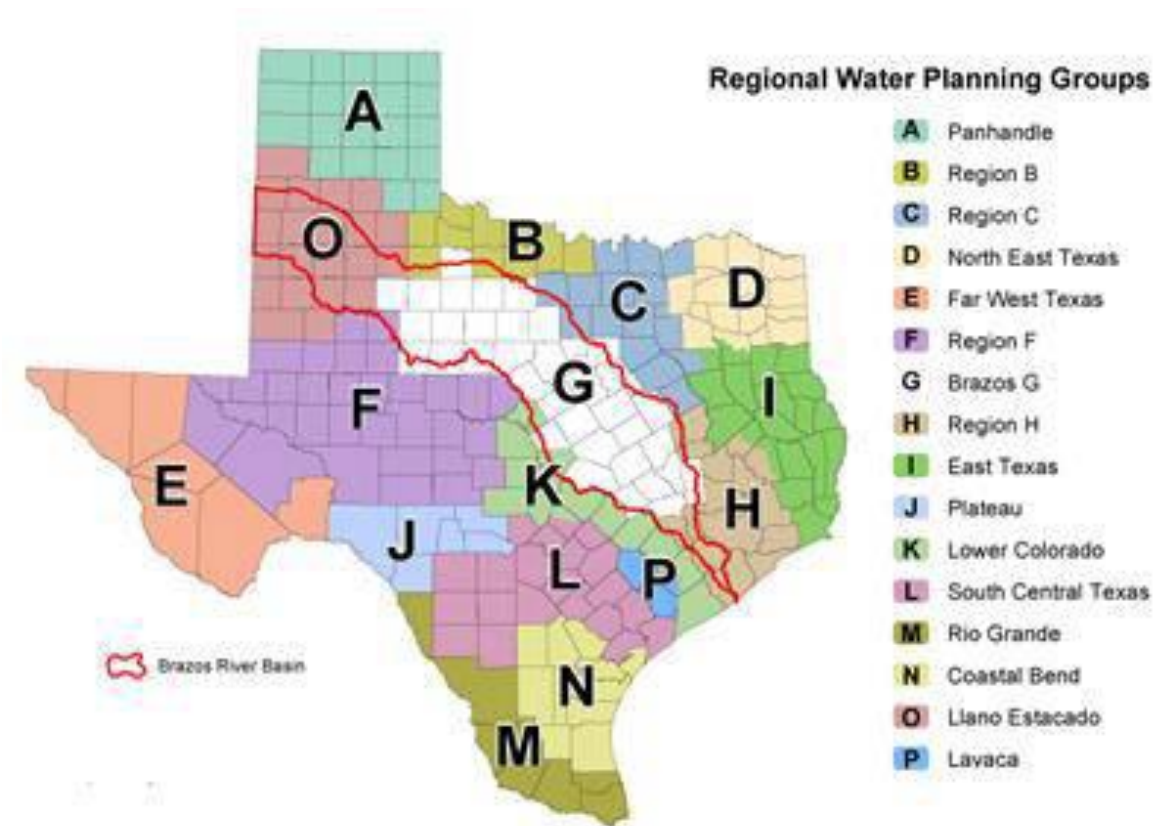 Regional Water Planning Groups
A Panhandle
B Region B
C Region C
D North East Texas
E Far West Texas
F Region F
G Brazos G
H Region H
I East Texas
J Plateau
K Lower Colorado
L South Central Texas
M Rio Grande
N Coastal Bend
O Llano Estacado
P Lavaca
A
O
B
C
D
G
F
I
E
K
H
J
L
P
N
M
Brazos River Basin